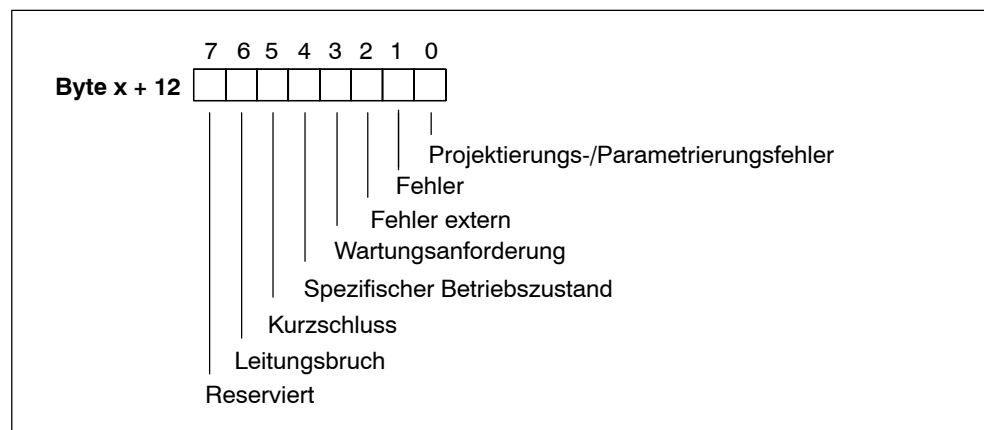 7 6 5 4 3 2 1 0
Byte x + 12
Projektierungs-/Parametrierungsfehler
Fehler
Fehler extern
Wartungsanforderung
Spezifischer Betriebszustand
Kurzschluss
Leitungsbruch
Reserviert